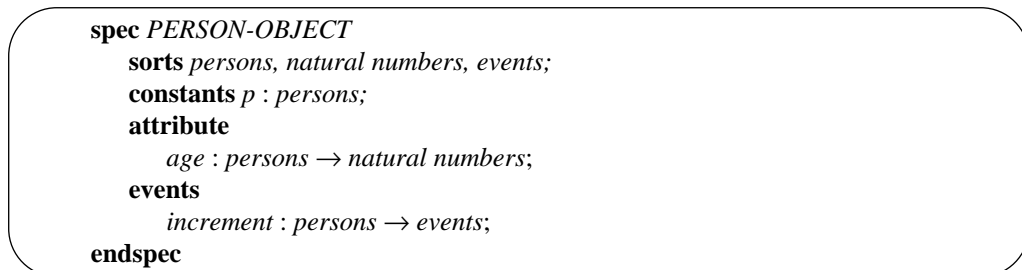 spec PERSON-OBJECT
sorts persons, natural numbers, events;
constants p : persons;
attribute
age : persons → natural numbers;
events
increment : persons → events;
endspec